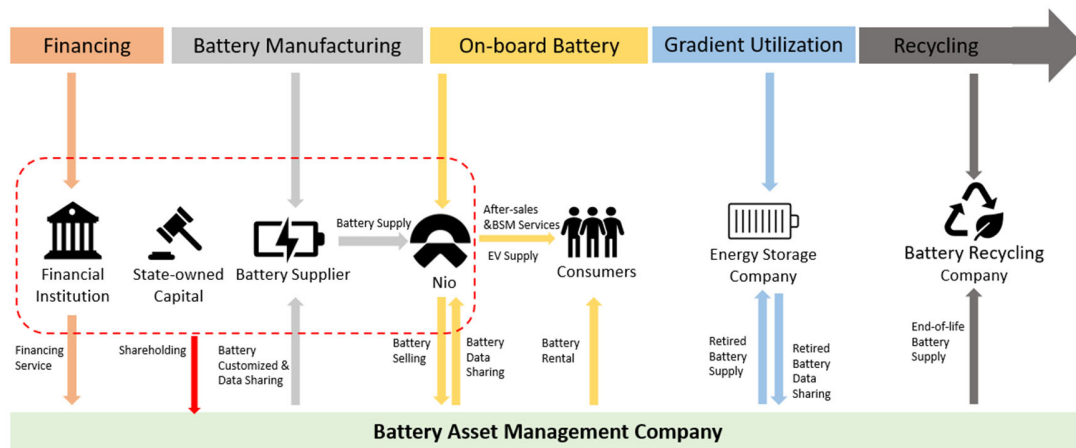 Financing
Battery Manufacturing
On-board Battery
Gradient Utilization
Recycling
Financial
Institution
State-owned
Capital
Battery Supplier
Battery Supply
Nio
After-sales
&BSM Services
EV Supply
Consumers
Energy Storage
Company
Battery Recycling
Company
Financing
Service
Shareholding
Battery
Customized &
Data Sharing
Battery
Selling
Battery
Data
Sharing
Battery
Rental
Retired
Battery
Supply
Retired
Battery
Data
Sharing
End-of-life
Battery
Supply
Battery Asset Management Company